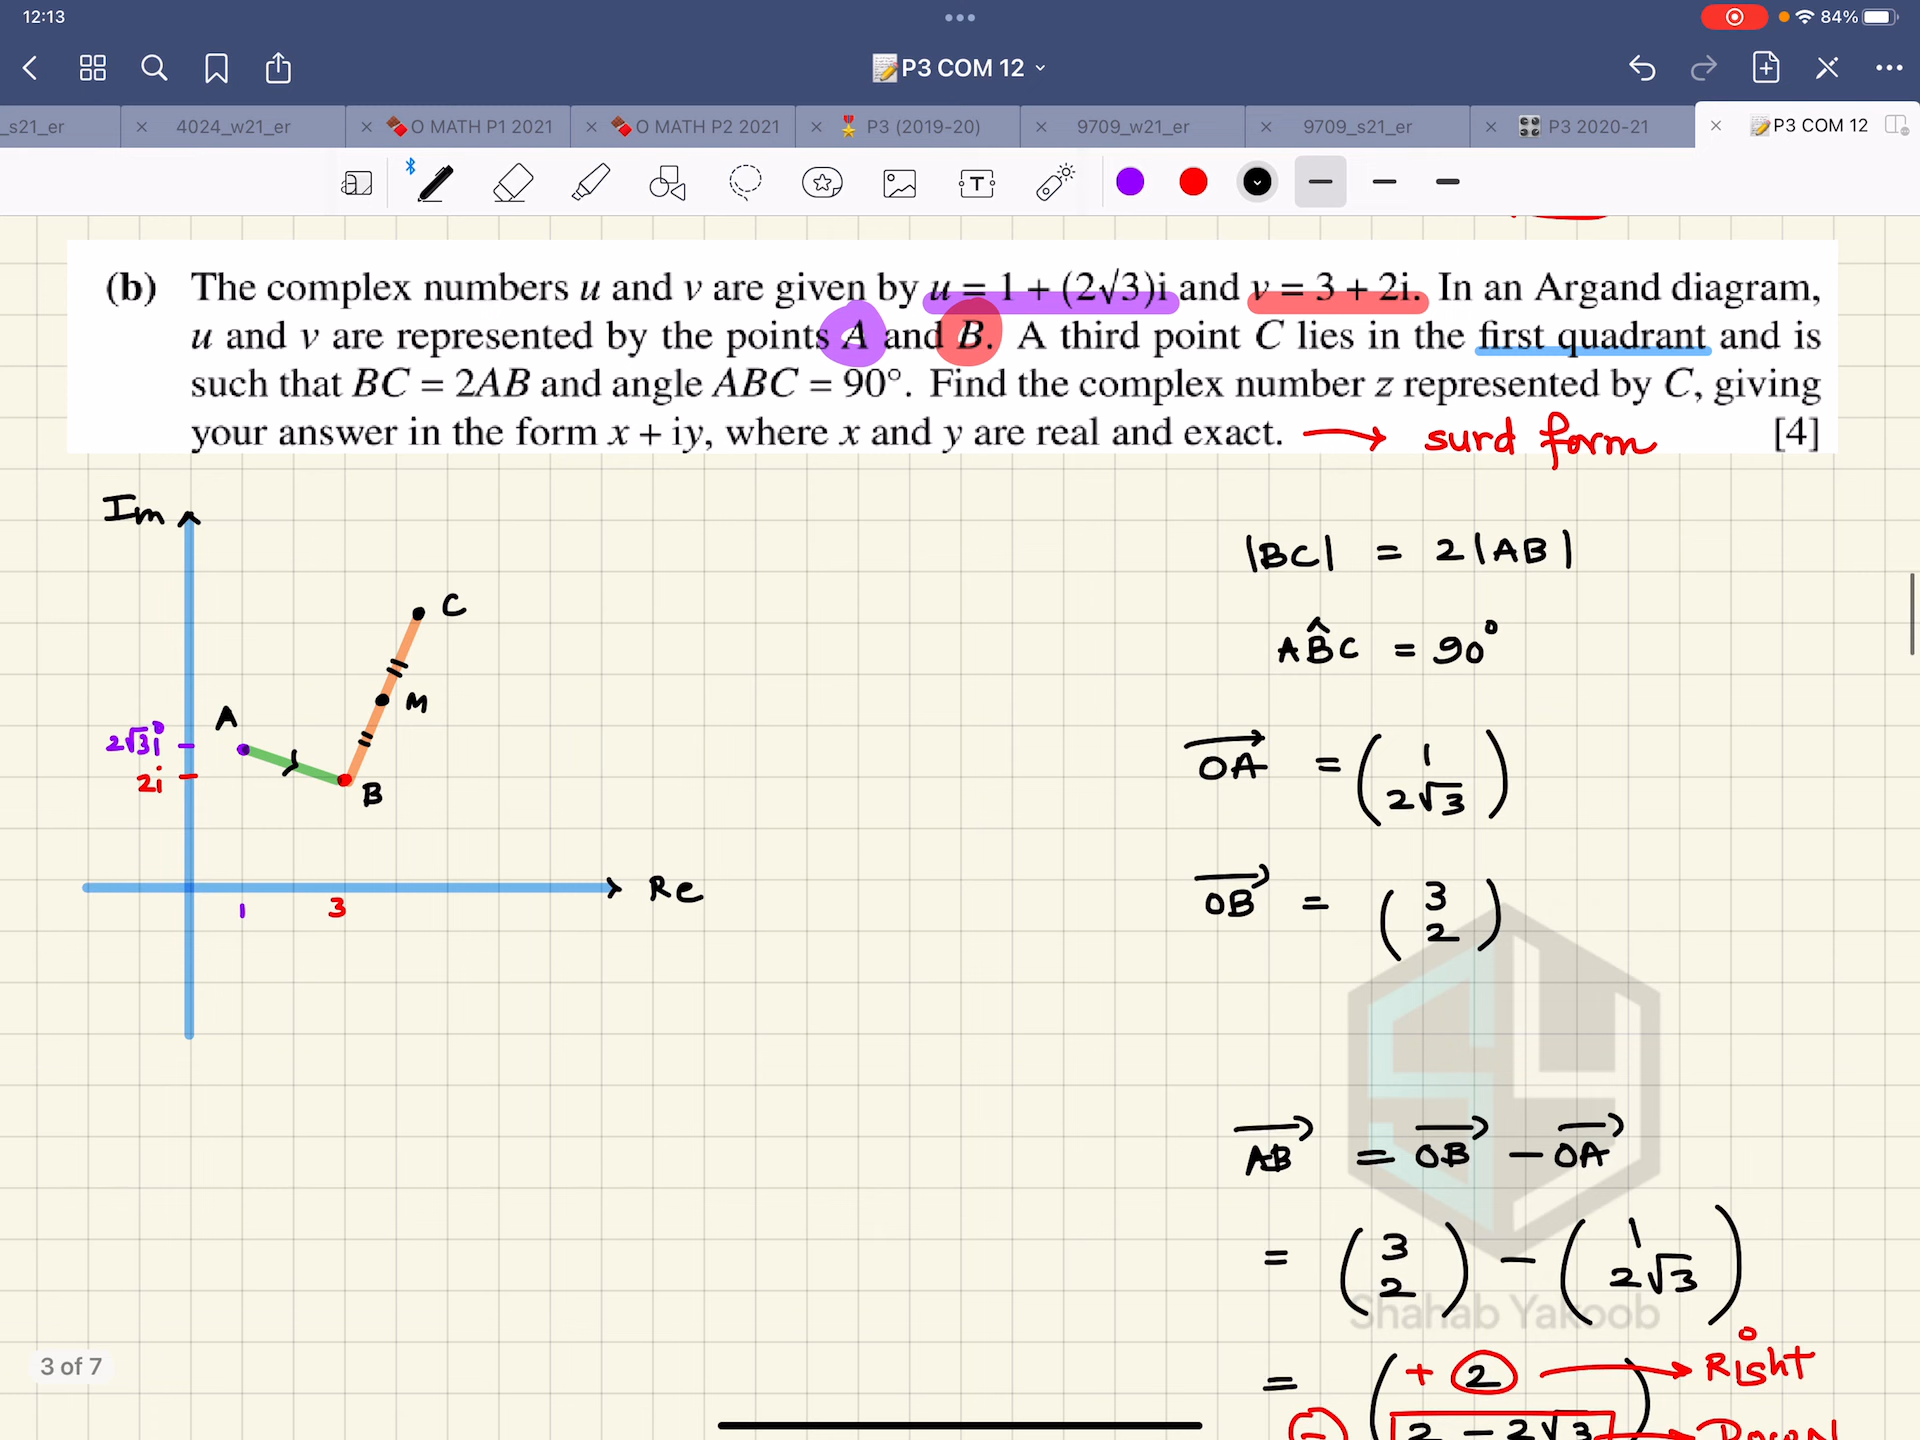 12:13
84%
P3 COM 12
_s21_er
4024_w21_er
O MATH P1 2021
O MATH P2 2021
P3 (2019-20)
9709_w21_er
9709_s21_er
P3 2020-21
P3 COM 12
(b) The complex numbers u and v are given by u = 1 + (2√3)i and v = 3 + 2i. In an Argand diagram,
u and v are represented by the points A and B. A third point C lies in the first quadrant and is
such that BC = 2AB and angle ABC = 90°. Find the complex number z represented by C, giving
your answer in the form x + iy, where x and y are real and exact. → surd form [4]
Im
C
M
A
2√3i
2i
B
Re
1
3
|BC| = 2|AB|
AB̂C = 90°
OA→ = (1 2√3)
OB→ = (3 2)
AB→ = OB→ − OA→
= (3 2) − (1 2√3)
Shahab Yakoob
= + 2 → Right
2 − 2√3 → Down
3 of 7